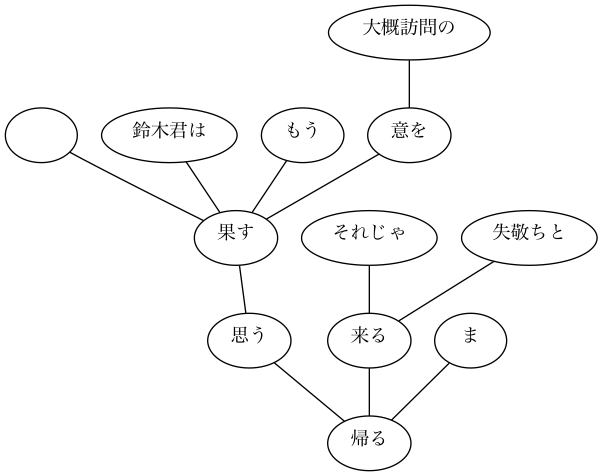 大概訪問の
鈴木君は
もう
意を
果す
それじゃ
失敬ちと
思う
来る
ま
帰る